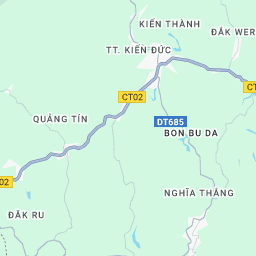 KIẾN THÀNH
ĐẮK WER
TT. KIẾN ĐỨC
CT02
QUẢNG TÍN
DT685
BON BU DA
02
NGHĨA THẮNG
ĐẮK RU